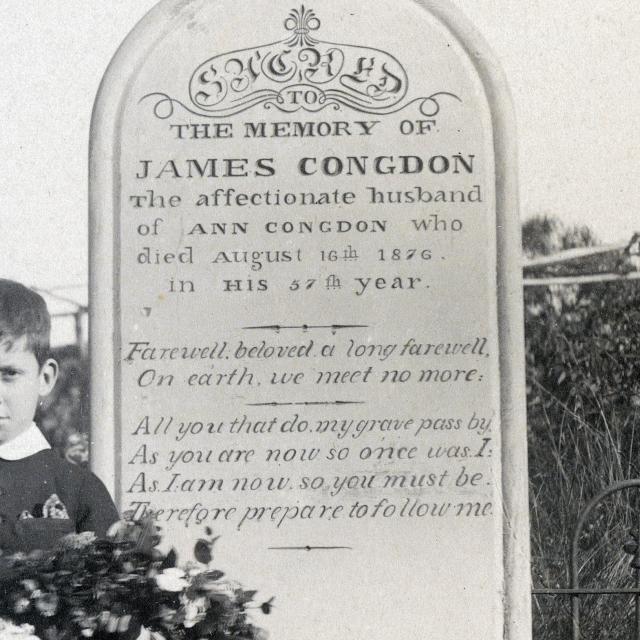 SACRED
TO
THE MEMORY OF
JAMES CONGDON
The affectionate husband
of ANN CONGDON who
died August 16th 1876.
in HIS 57th year.
Farewell, beloved, a long farewell,
On earth, we meet no more:
All you that do, my grave pass by,
As you are now so once was I:
As I am now, so you must be:
Therefore prepare to follow me